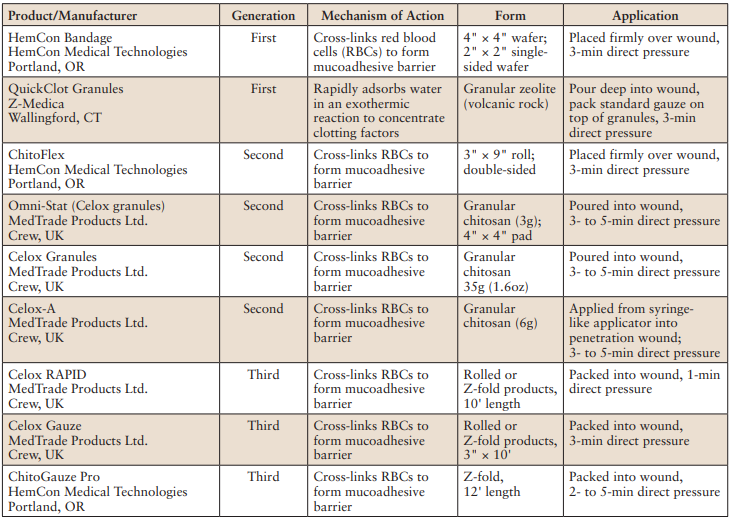 Product/Manufacturer Generation Mechanism of Action Form Application
HemCon Bandage First Cross-links red blood 4" × 4" wafer; Placed firmly over wound,
HemCon Medical Technologies cells (RBCs) to form 2" × 2" single- 3-min direct pressure
Portland, OR mucoadhesive barrier sided wafer
QuickClot Granules First Rapidly adsorbs water Granular zeolite Pour deep into wound,
Z-Medica in an exothermic (volcanic rock) pack standard gauze on
Wallingford, CT reaction to concentrate top of granules, 3-min
clotting factors direct pressure
ChitoFlex Second Cross-links RBCs to 3" × 9" roll; Placed firmly over wound,
HemCon Medical Technologies form mucoadhesive double-sided 3-min direct pressure
Portland, OR barrier
Omni-Stat (Celox granules) Second Cross-links RBCs to Granular Poured into wound,
MedTrade Products Ltd. form mucoadhesive chitosan (3g); 3- to 5-min direct pressure
Crew, UK barrier 4" × 4" pad
Celox Granules Second Cross-links RBCs to Granular Poured into wound,
MedTrade Products Ltd. form mucoadhesive chitosan 3- to 5-min direct pressure
Crew, UK barrier 35g (1.6oz)
Celox-A Second Cross-links RBCs to Granular Applied from syringe-
MedTrade Products Ltd. form mucoadhesive chitosan (6g) like applicator into
Crew, UK barrier penetration wound;
3- to 5-min direct pressure
Celox RAPID Third Cross-links RBCs to Rolled or Packed into wound, 1-min
MedTrade Products Ltd. form mucoadhesive Z-fold products, direct pressure
Crew, UK barrier 10' length
Celox Gauze Third Cross-links RBCs to Rolled or Packed into wound,
MedTrade Products Ltd. form mucoadhesive Z-fold products, 3-min direct pressure
Crew, UK barrier 3" × 10'
ChitoGauze Pro Third Cross-links RBCs to Z-fold, Packed into wound,
HemCon Medical Technologies form mucoadhesive 12' length 2- to 5-min direct pressure
Portland, OR barrier